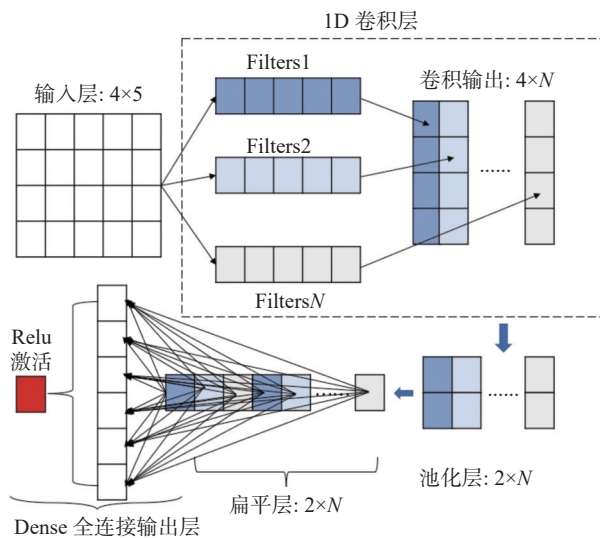 1D 卷积层
Filters1
输入层: 4×5
卷积输出: 4×N
Filters2
......
FiltersN
Relu
激活
......
......
扁平层: 2×N
池化层: 2×N
Dense 全连接输出层